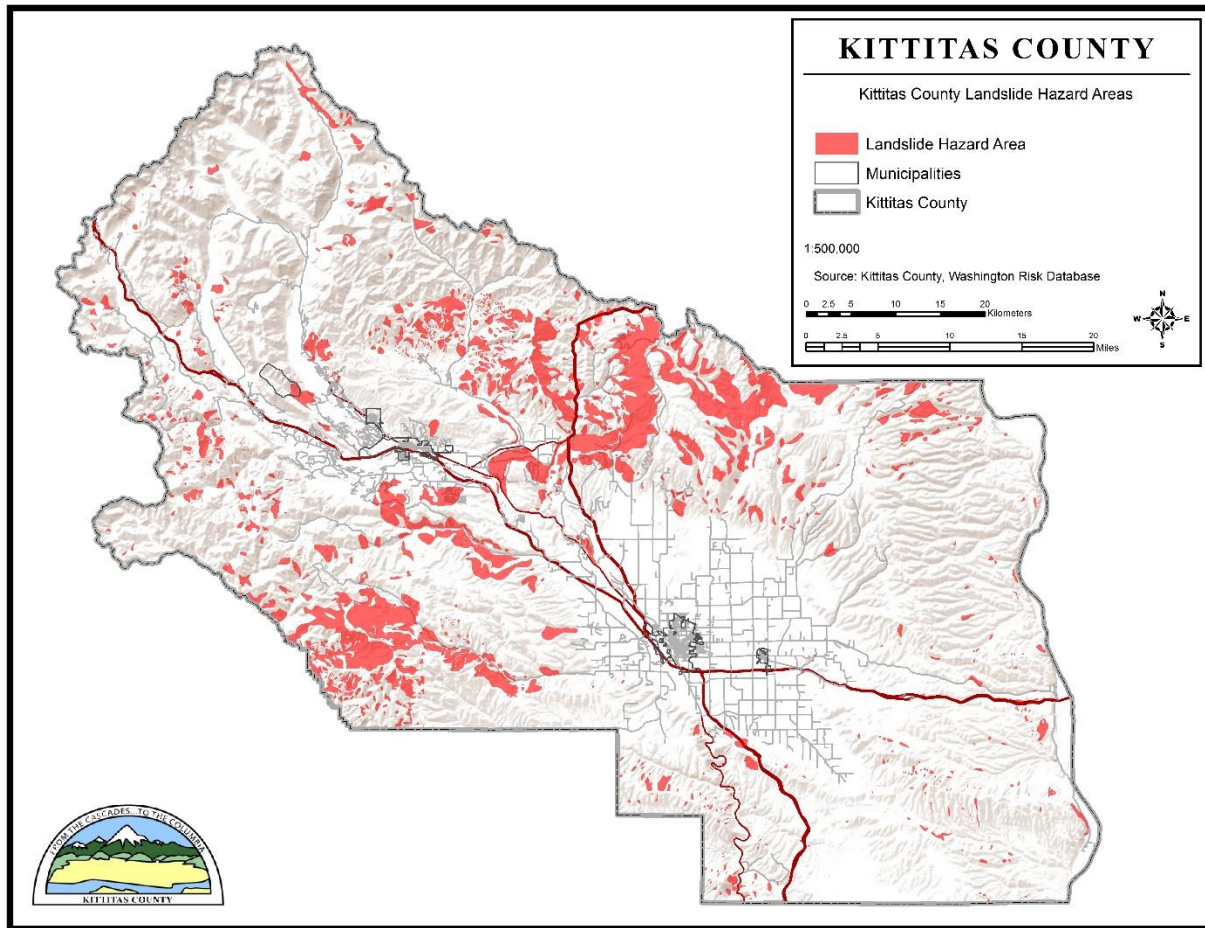 KITTITAS COUNTY
Kittitas County Landslide Hazard Areas
Landslide Hazard Area
Municipalities
Kittitas County
1:500,000
Source: Kittitas County, Washington Risk Database
0 2.5 5 10 15 20
Kilometers
0 2.5 5 10 15 20
Miles
N
W E
S
FROM THE CASCADES...TO THE COLUMBIA
KITTITAS COUNTY